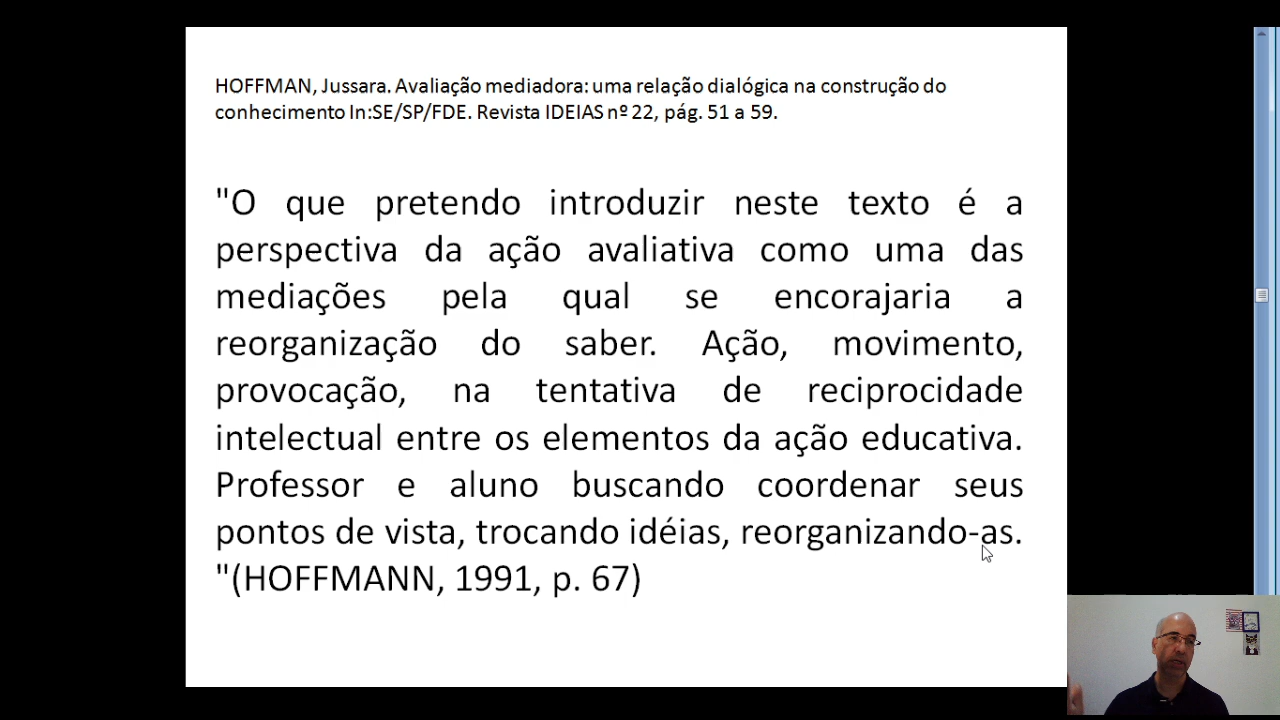 HOFFMAN, Jussara. Avaliação mediadora: uma relação dialógica na construção do
conhecimento In:SE/SP/FDE. Revista IDEIAS nº 22, pág. 51 a 59.
"O que pretendo introduzir neste texto é a
perspectiva da ação avaliativa como uma das
mediações pela qual se encorajaria a
reorganização do saber. Ação, movimento,
provocação, na tentativa de reciprocidade
intelectual entre os elementos da ação educativa.
Professor e aluno buscando coordenar seus
pontos de vista, trocando idéias, reorganizando-as.
"(HOFFMANN, 1991, p. 67)